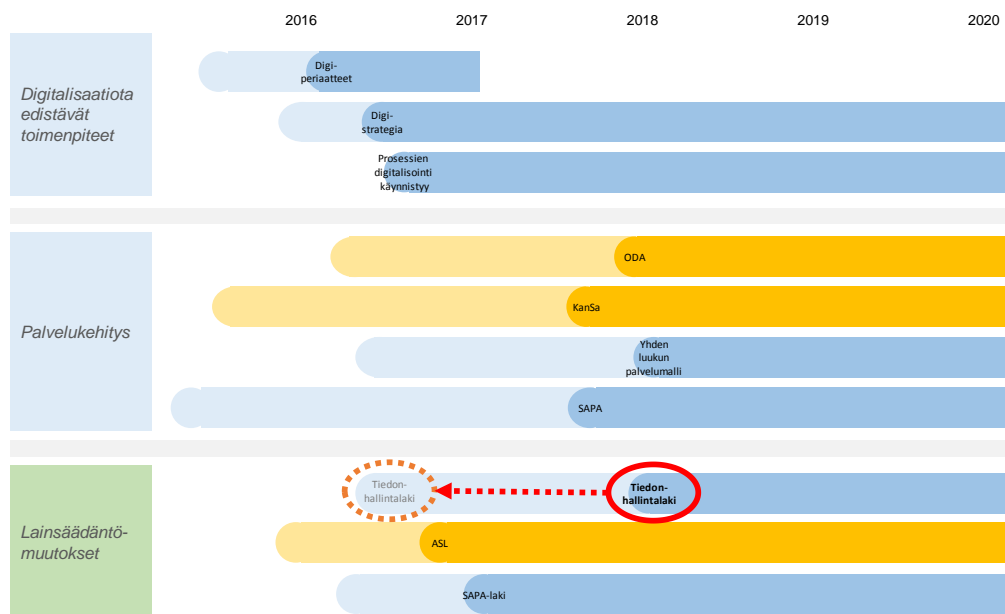 2016 2017 2018 2019 2020
Digitalisaatiota
edistävät
toimenpiteet
Digi-
periaatteet
Digi-
strategia
Prosessien
digitalisointi
käynnistyy
Palvelukehitys
ODA
KanSa
Yhden
luukun
palvelumalli
SAPA
Lainsäädäntö-
muutokset
Tiedon-
hallintalaki
Tiedon-
hallintalaki
ASL
SAPA-laki